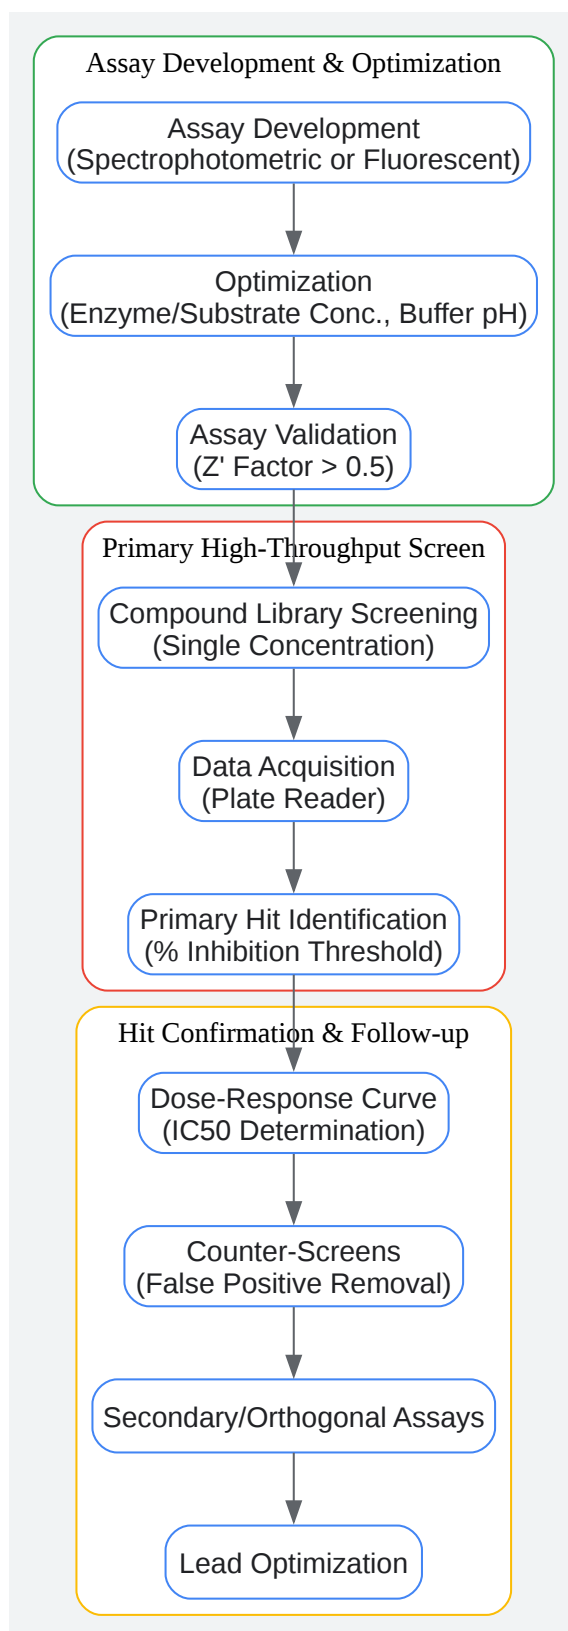 Assay Development & Optimization
Assay Development
(Spectrophotometric or Fluorescent)
Optimization
(Enzyme/Substrate Conc., Buffer pH)
Assay Validation
(Z' Factor > 0.5)
Primary High-Throughput Screen
Compound Library Screening
(Single Concentration)
Data Acquisition
(Plate Reader)
Primary Hit Identification
(% Inhibition Threshold)
Hit Confirmation & Follow-up
Dose-Response Curve
(IC50 Determination)
Counter-Screens
(False Positive Removal)
Secondary/Orthogonal Assays
Lead Optimization